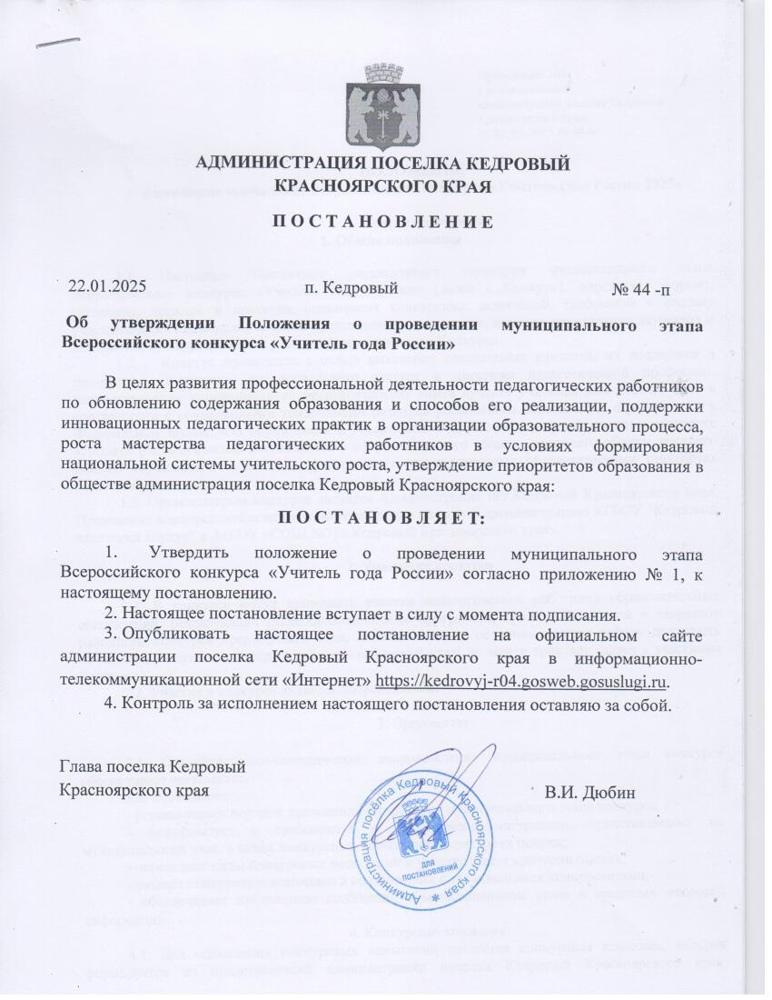 АДМИНИСТРАЦИЯ ПОСЕЛКА КЕДРОВЫЙ
КРАСНОЯРСКОГО КРАЯ
П О С Т А Н О В Л Е Н И Е
22.01.2025 п. Кедровый № 44 -п
Об утверждении Положения о проведении муниципального этапа
Всероссийского конкурса «Учитель года России»
В целях развития профессиональной деятельности педагогических работников
по обновлению содержания образования и способов его реализации, поддержки
инновационных педагогических практик в организации образовательного процесса,
роста мастерства педагогических работников в условиях формирования
национальной системы учительского роста, утверждение приоритетов образования в
обществе администрация поселка Кедровый Красноярского края:
П О С Т А Н О В Л Я Е Т:
1. Утвердить положение о проведении муниципального этапа
Всероссийского конкурса «Учитель года России» согласно приложению № 1, к
настоящему постановлению.
2. Настоящее постановление вступает в силу с момента подписания.
3. Опубликовать настоящее постановление на официальном сайте
администрации поселка Кедровый Красноярского края в информационно-
телекоммуникационной сети «Интернет» https://kedrovyj-r04.gosweb.gosuslugi.ru.
4. Контроль за исполнением настоящего постановления оставляю за собой.
Глава поселка Кедровый
Красноярского края В.И. Дюбин
Администрация посёлка Кедровый Красноярского края
ДЛЯ
ПОСТАНОВЛЕНИЙ